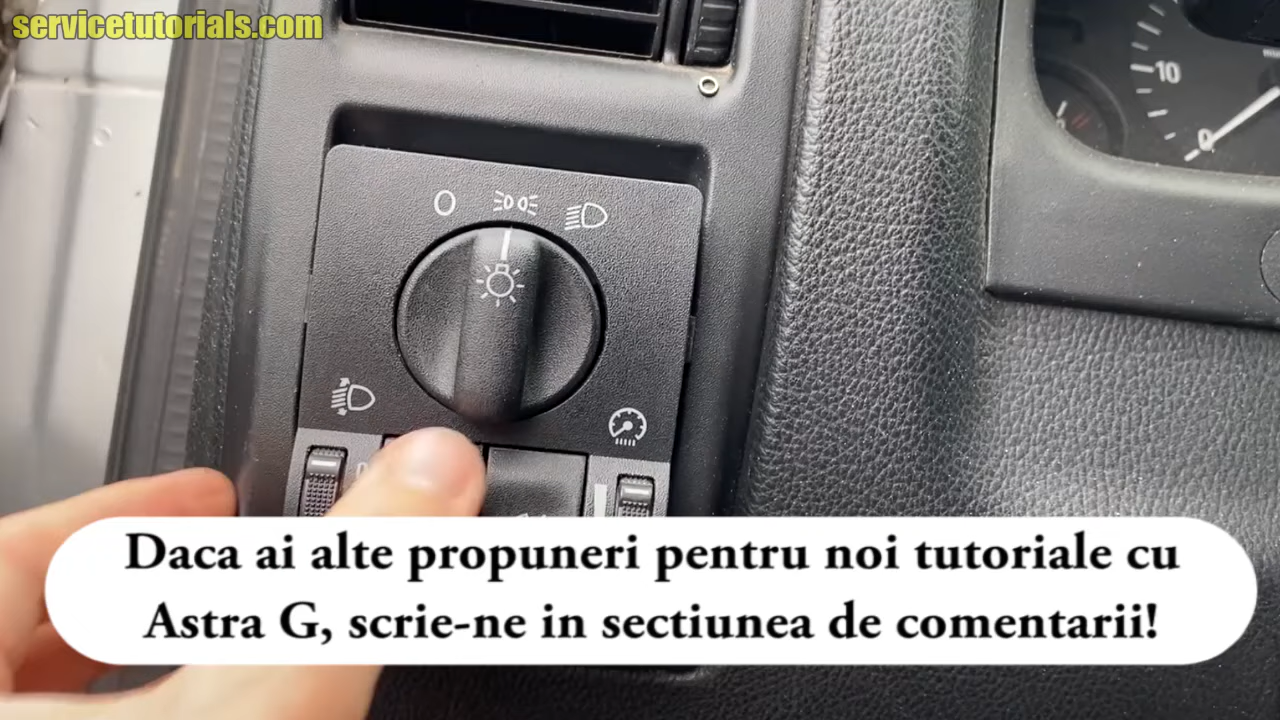 servicetutorials.com
10
0
O
Daca ai alte propuneri pentru noi tutoriale cu
Astra G, scrie-ne in sectiunea de comentarii!